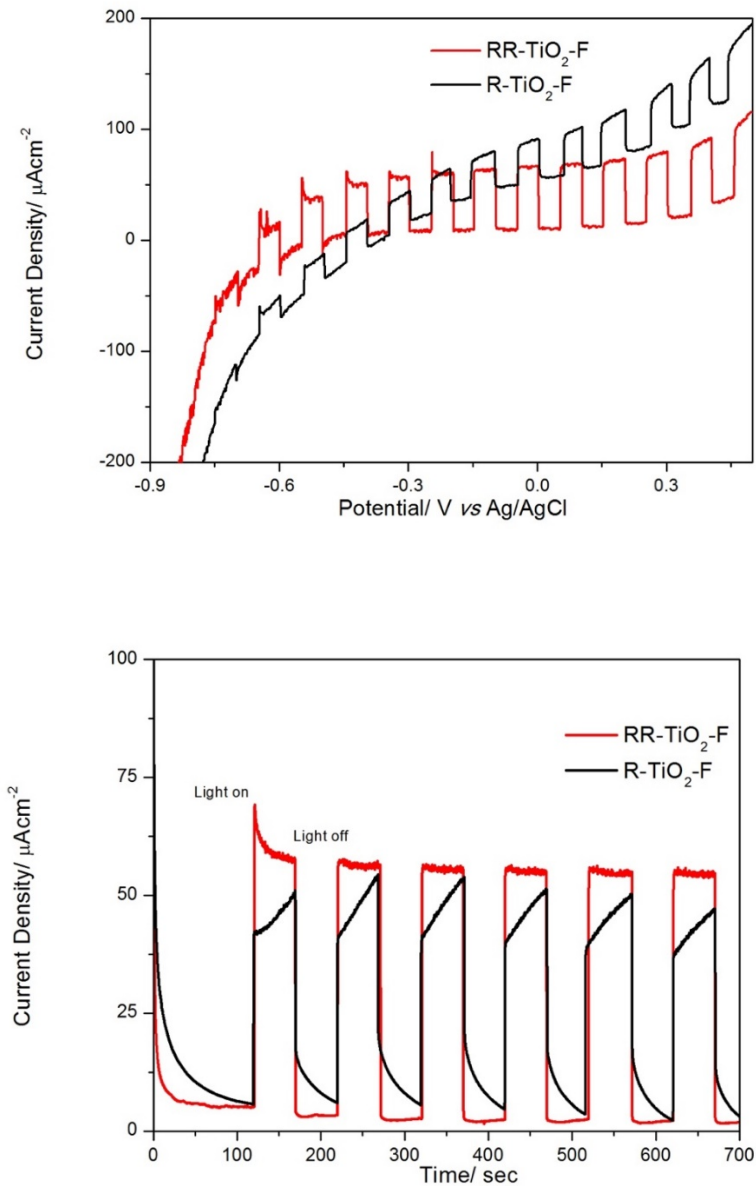 200
RR-TiO₂-F
R-TiO₂-F
100
0
-100
-200
Current Density/ μAcm⁻²
-0.9 -0.6 -0.3 0.0 0.3
Potential/ V vs Ag/AgCl
100
RR-TiO₂-F
R-TiO₂-F
75
Light on
Light off
50
25
0
Current Density/ μAcm⁻²
0 100 200 300 400 500 600 700
Time/ sec